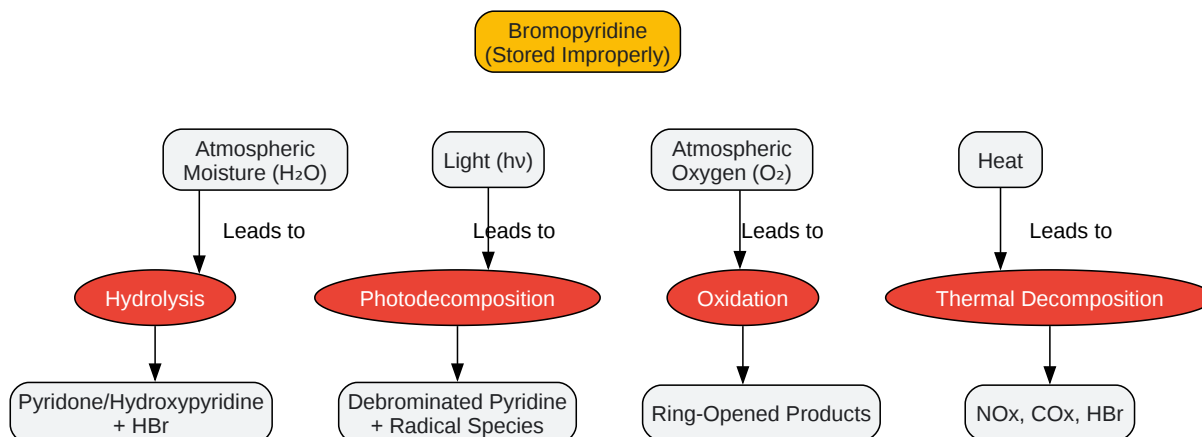 Bromopyridine
(Stored Improperly)
Atmospheric
Moisture (H₂O)
Light (hν)
Atmospheric
Oxygen (O₂)
Heat
Leads to
Leads to
Leads to
Leads to
Hydrolysis
Photodecomposition
Oxidation
Thermal Decomposition
Pyridone/Hydroxypyridine
+ HBr
Debrominated Pyridine
+ Radical Species
Ring-Opened Products
NOx, COx, HBr